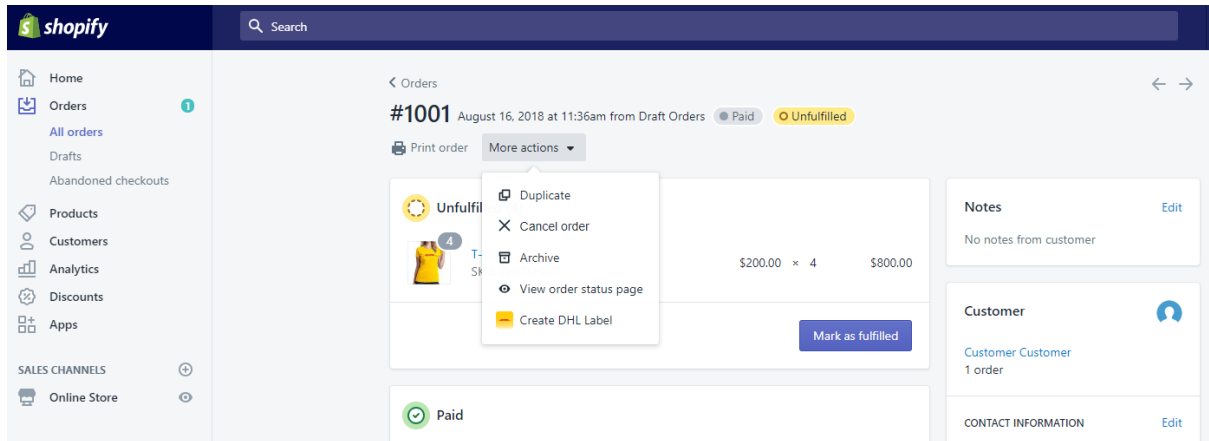 shopify
Search
Home
Orders 1
All orders
Drafts
Abandoned checkouts
Products
Customers
Analytics
Discounts
Apps
SALES CHANNELS
Online Store
Orders
#1001 August 16, 2018 at 11:36am from Draft Orders Paid Unfulfilled
Print order More actions
Duplicate
Cancel order
Archive
View order status page
Create DHL Label
4
$200.00 × 4 $800.00
Mark as fulfilled
Paid
Notes Edit
No notes from customer
Customer
Customer Customer
1 order
CONTACT INFORMATION Edit